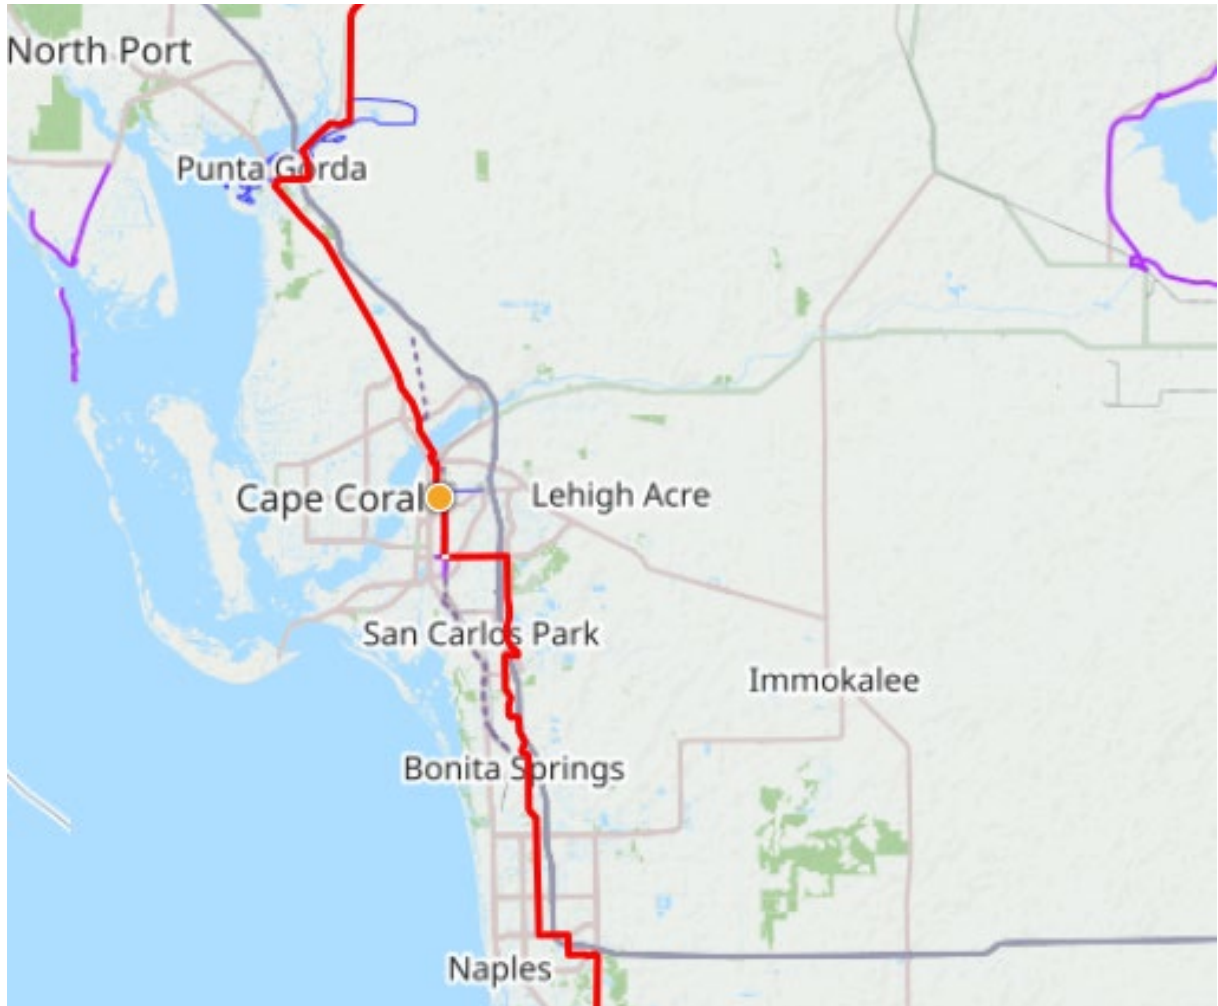 North Port
Punta Gorda
Cape Coral
Lehigh Acre
San Carlos Park
Immokalee
Bonita Springs
Naples